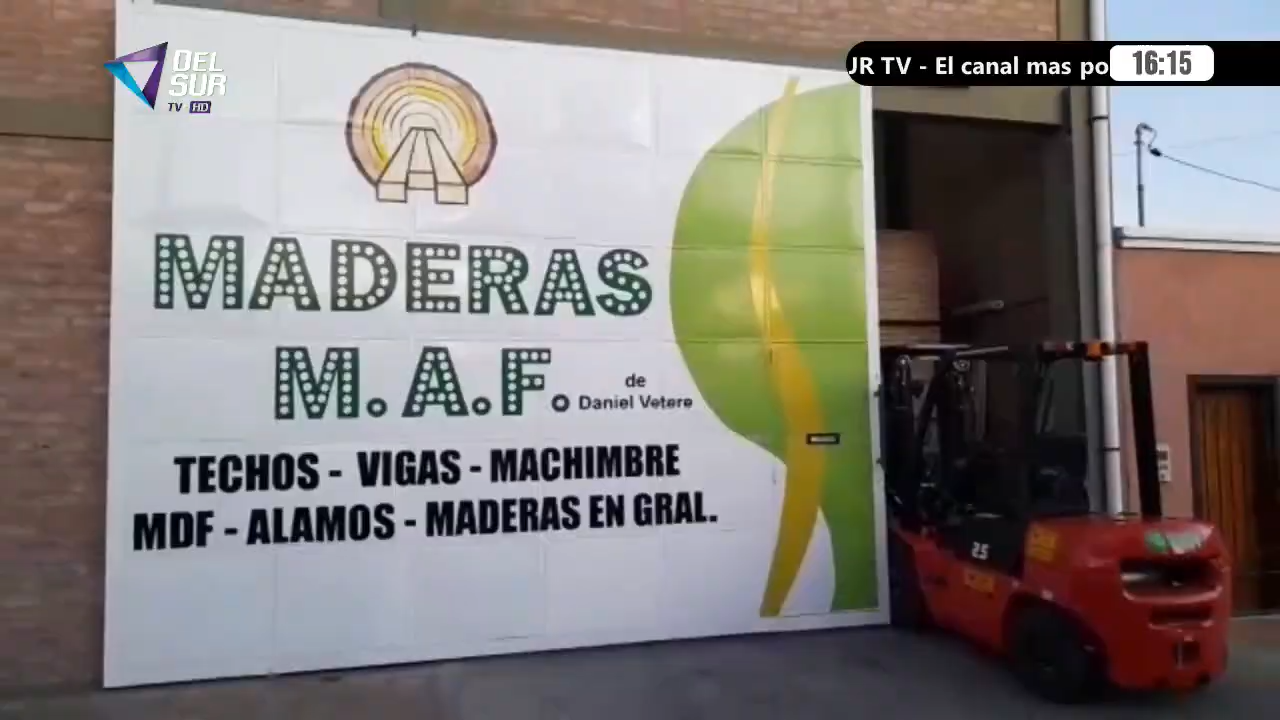 DEL
SUR
TV HD
JR TV - El canal mas po
16:15
MADERAS
M.A.F.
de
Daniel Vetere
TECHOS - VIGAS - MACHIMBRE
MDF - ALAMOS - MADERAS EN GRAL.
25